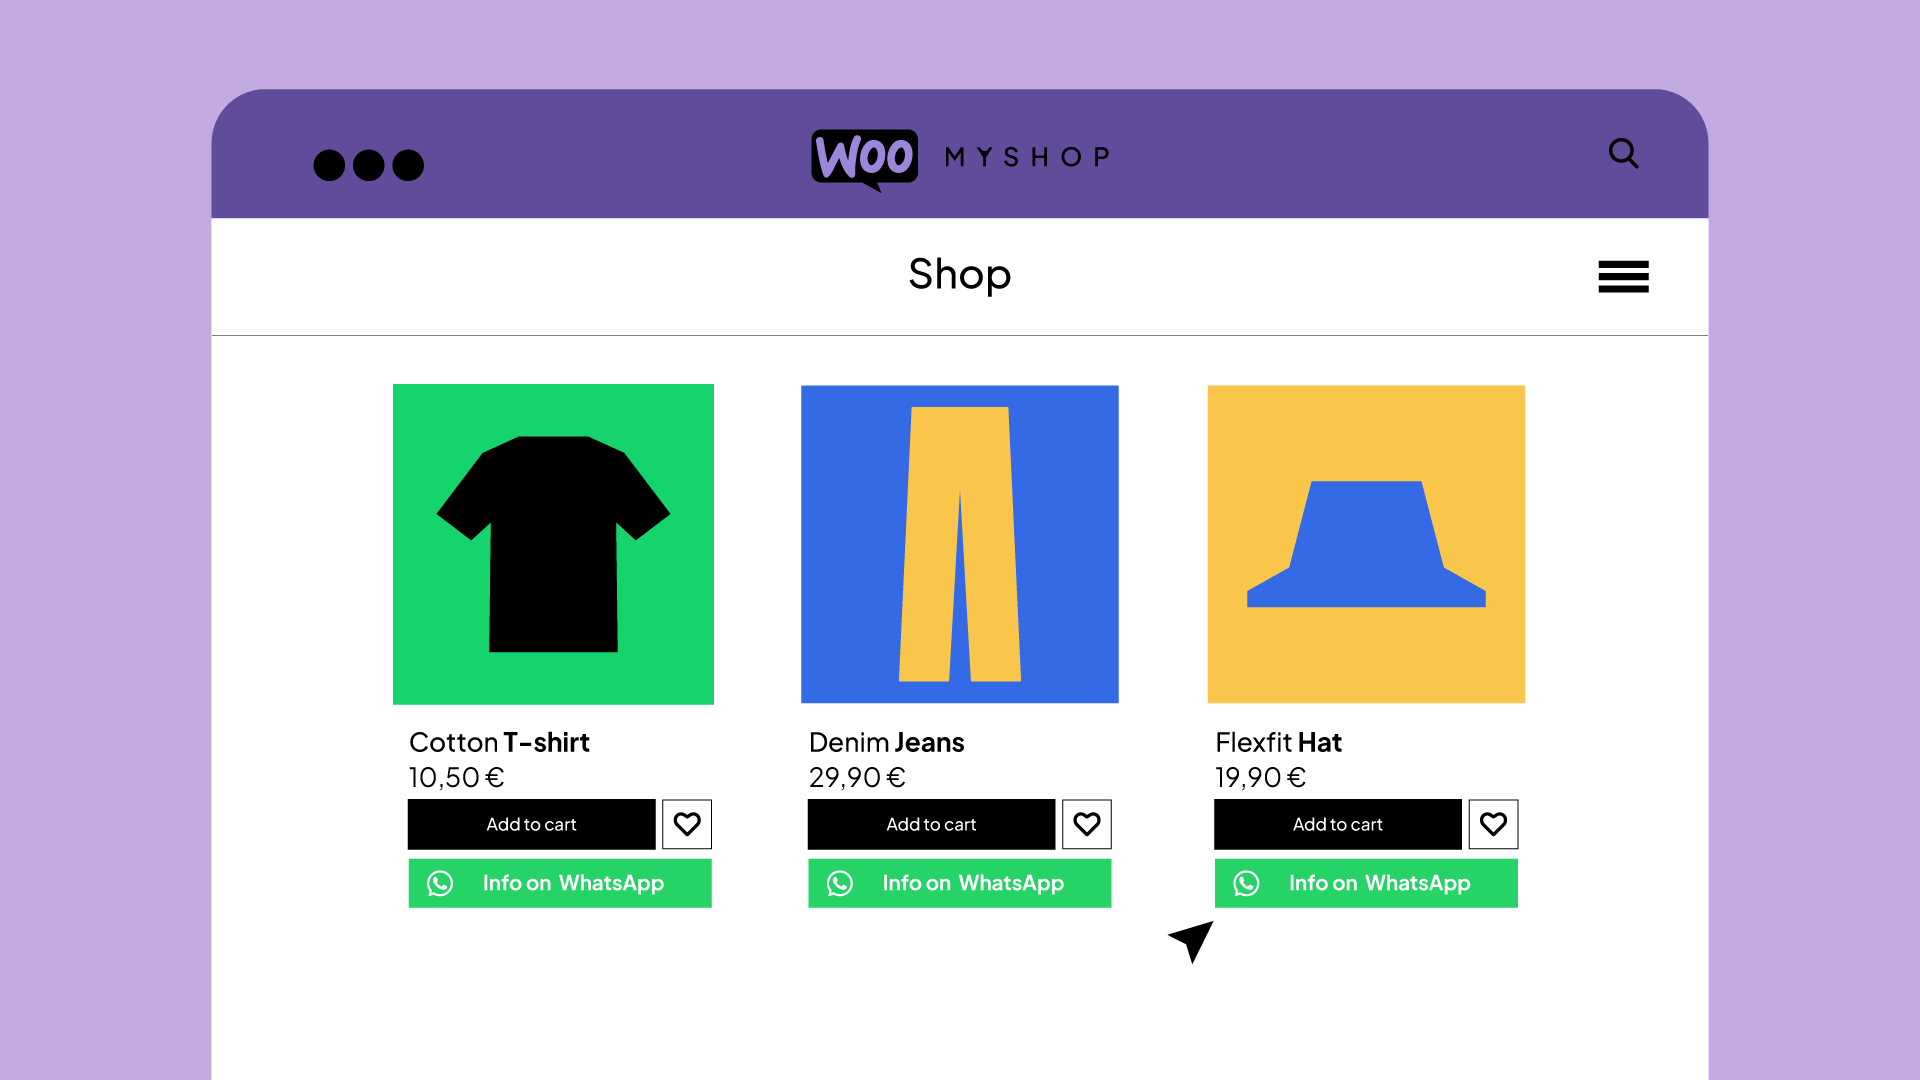 Woo MYSHOP
Shop
Cotton T-shirt
10,50 €
Add to cart
Info on WhatsApp
Denim Jeans
29,90 €
Add to cart
Info on WhatsApp
Flexfit Hat
19,90 €
Add to cart
Info on WhatsApp